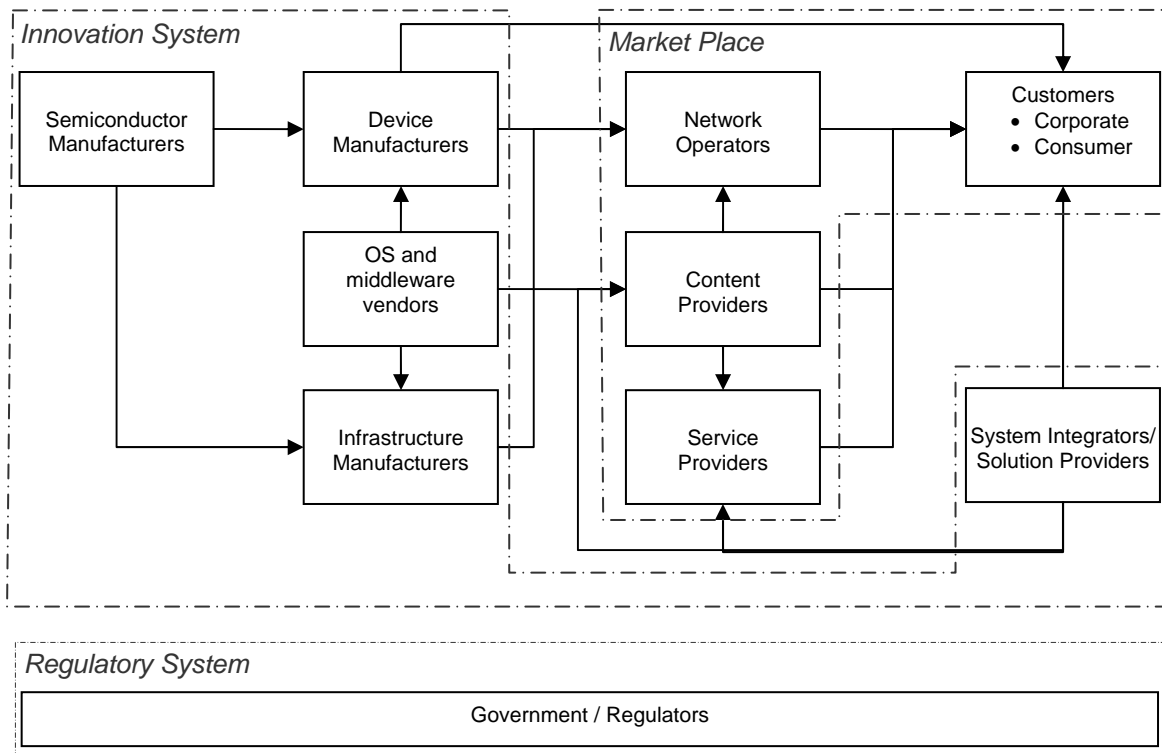 Innovation System
Market Place
Semiconductor
Manufacturers
Device
Manufacturers
Network
Operators
Customers
• Corporate
• Consumer
OS and
middleware
vendors
Content
Providers
Infrastructure
Manufacturers
Service
Providers
System Integrators/
Solution Providers
Regulatory System
Government / Regulators